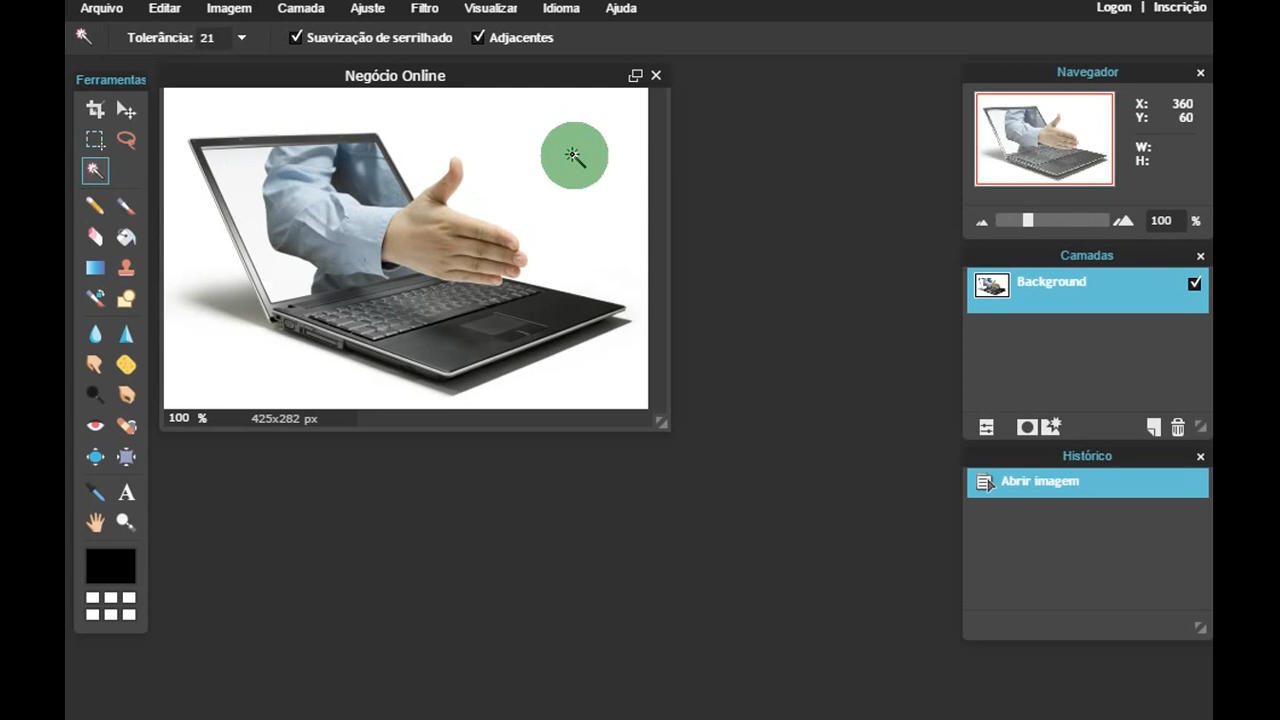 Arquivo Editar Imagem Camada Ajuste Filtro Visualizar Idioma Ajuda Logon | Inscrição
Tolerância: 21 Suavização de serrilhado Adjacentes
Ferramentas
Negócio Online
100 % 425x282 px
Navegador
X: 360
Y: 60
W:
H:
100 %
Camadas
Background
Histórico
Abrir imagem